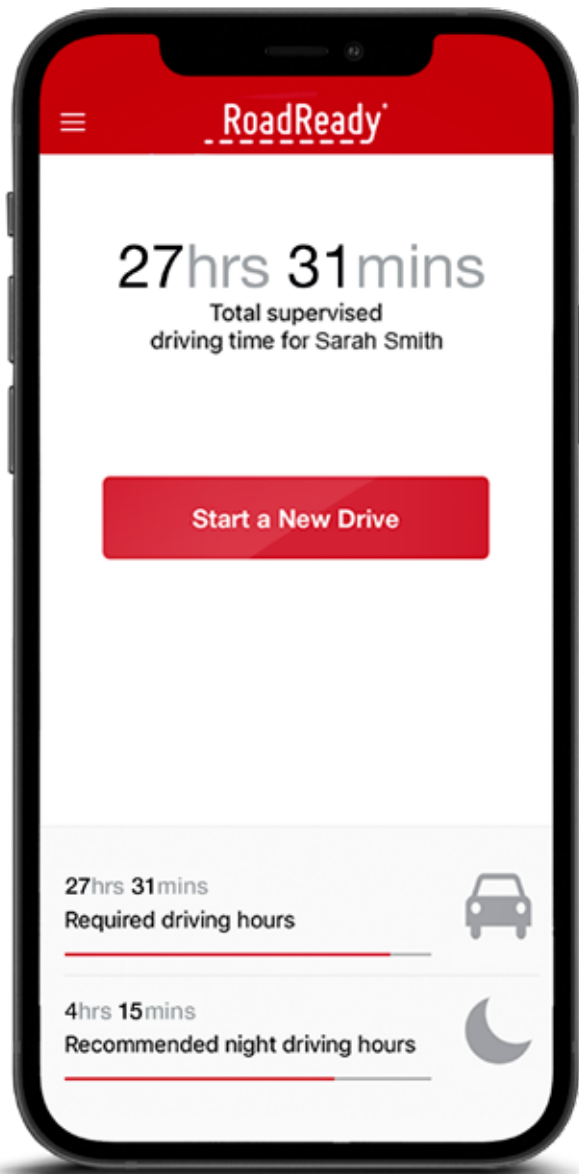 RoadReady®
27hrs 31mins
Total supervised
driving time for Sarah Smith
Start a New Drive
27hrs 31mins
Required driving hours
4hrs 15mins
Recommended night driving hours